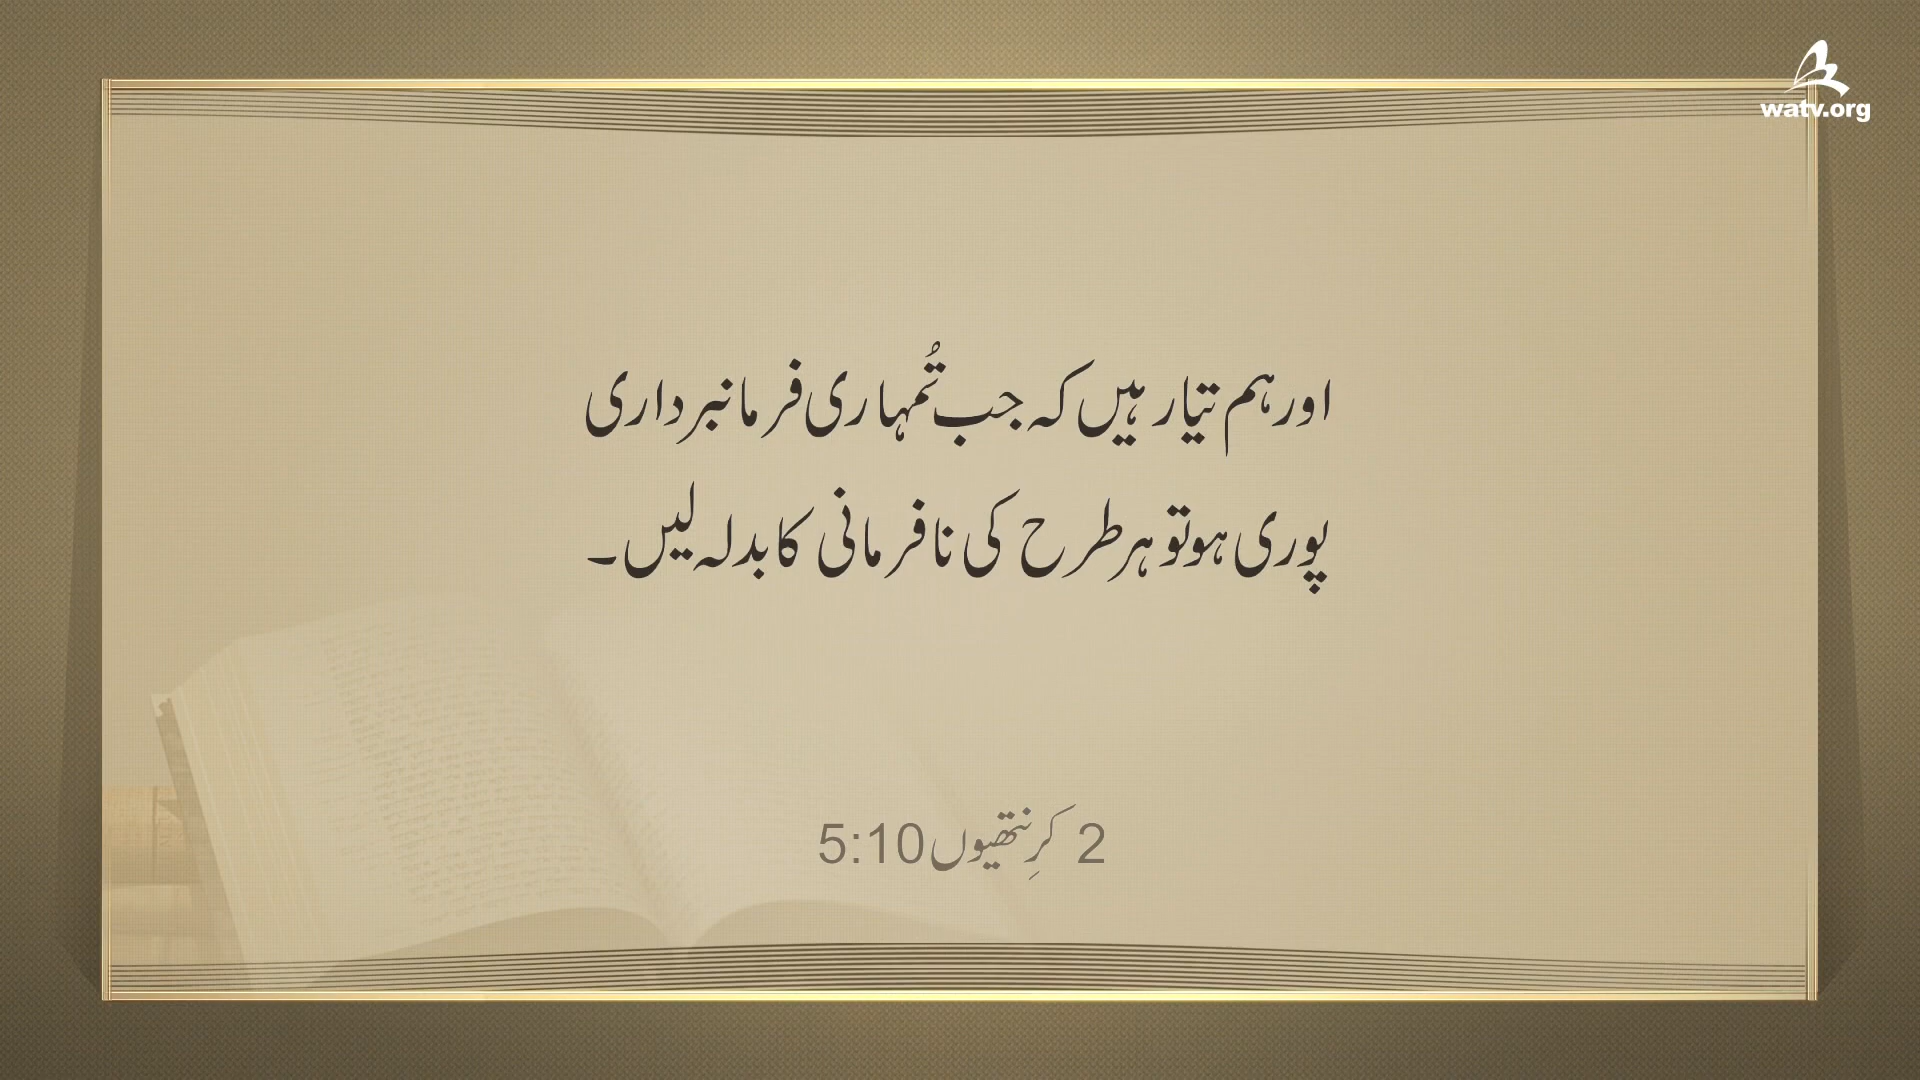 watv.org
اور ہم تیار ہیں کہ جب تُمہاری فرمانبرداری
پوری ہو تو ہر طرح کی نافرمانی کا بدلہ لیں۔
2 کرِنتھیوں 5:10